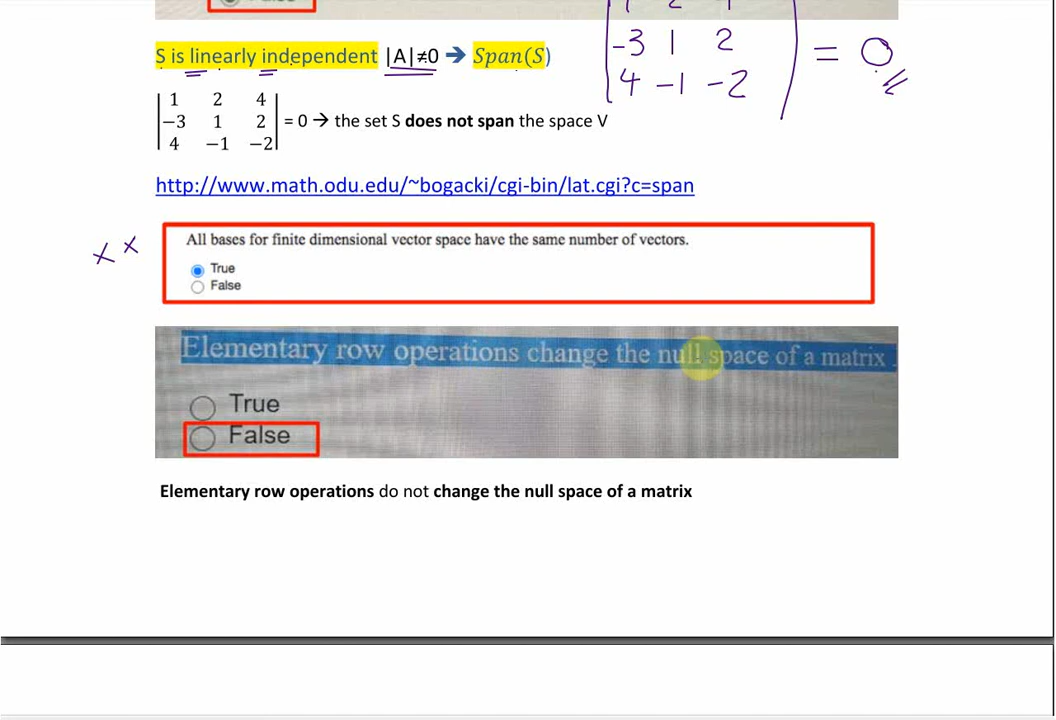 S is linearly independent |A|≠0 ➔ Span(S)
-3 1 2
4 -1 -2
= 0
1 2 4
−3 1 2 = 0 → the set S does not span the space V
4 −1 −2
http://www.math.odu.edu/~bogacki/cgi-bin/lat.cgi?c=span
x x
All bases for finite dimensional vector space have the same number of vectors.
True
False
Elementary row operations change the null space of a matrix .
True
False
Elementary row operations do not change the null space of a matrix